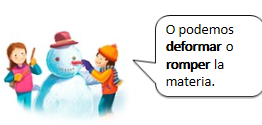 O podemos
deformar o
romper la
materia.